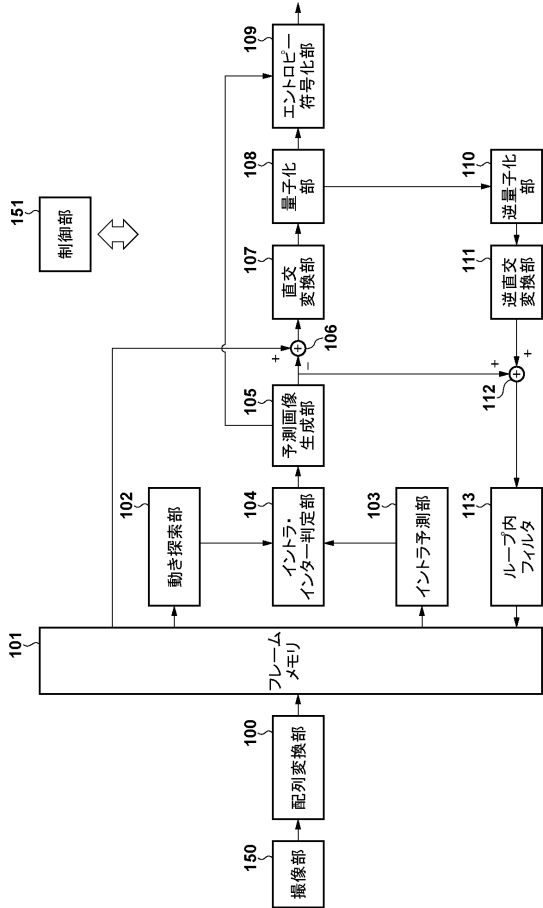 150
撮像部
100
配列変換部
101
フレーム
メモリ
102
動き探索部
104
イントラ・
インター判定部
103
イントラ予測部
113
ループ内
フィルタ
105
予測画像
生成部
+
−
106
+
+
112
107
直交
変換部
108
量子化
部
109
エントロピー
符号化部
111
逆直交
変換部
110
逆量子化
部
151
制御部